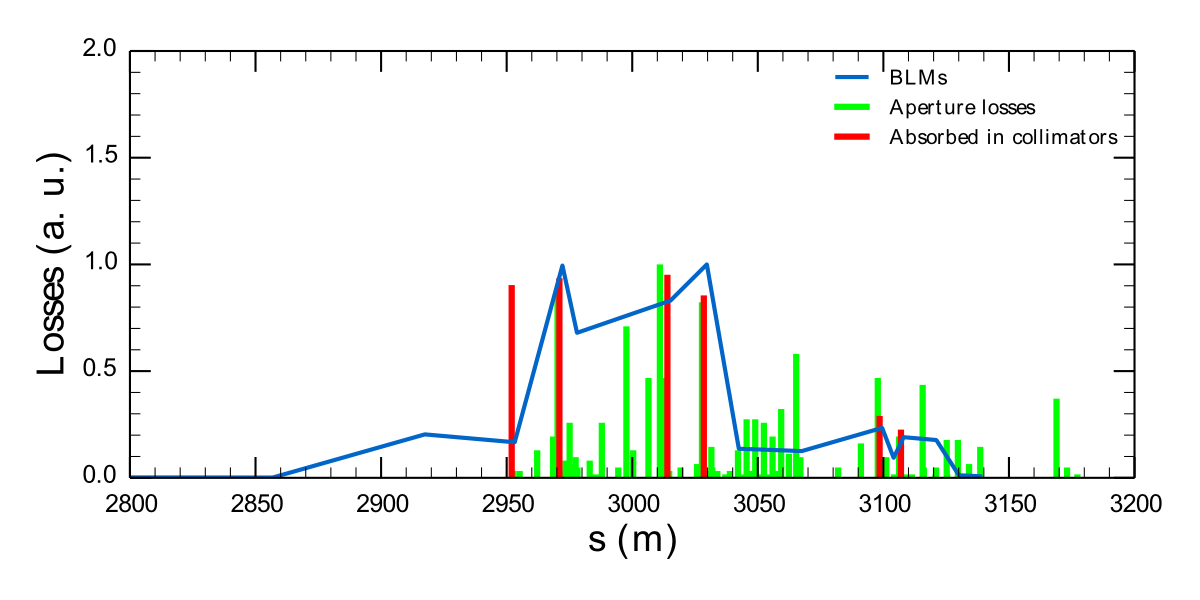 2.0
BLMs
Aperture losses
Absorbed in collimators
1.5
1.0
0.5
0.0
Losses (a. u.)
2800 2850 2900 2950 3000 3050 3100 3150 3200
s (m)